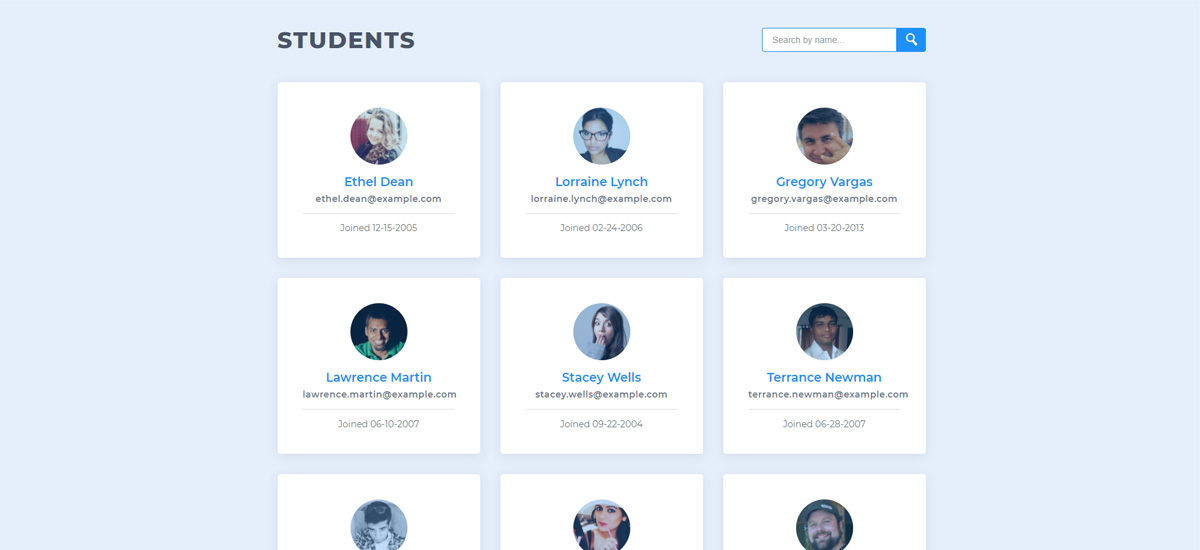 STUDENTS
Search by name...
Ethel Dean
ethel.dean@example.com
Joined 12-15-2005
Lorraine Lynch
lorraine.lynch@example.com
Joined 02-24-2006
Gregory Vargas
gregory.vargas@example.com
Joined 03-20-2013
Lawrence Martin
lawrence.martin@example.com
Joined 06-10-2007
Stacey Wells
stacey.wells@example.com
Joined 09-22-2004
Terrance Newman
terrance.newman@example.com
Joined 06-28-2007